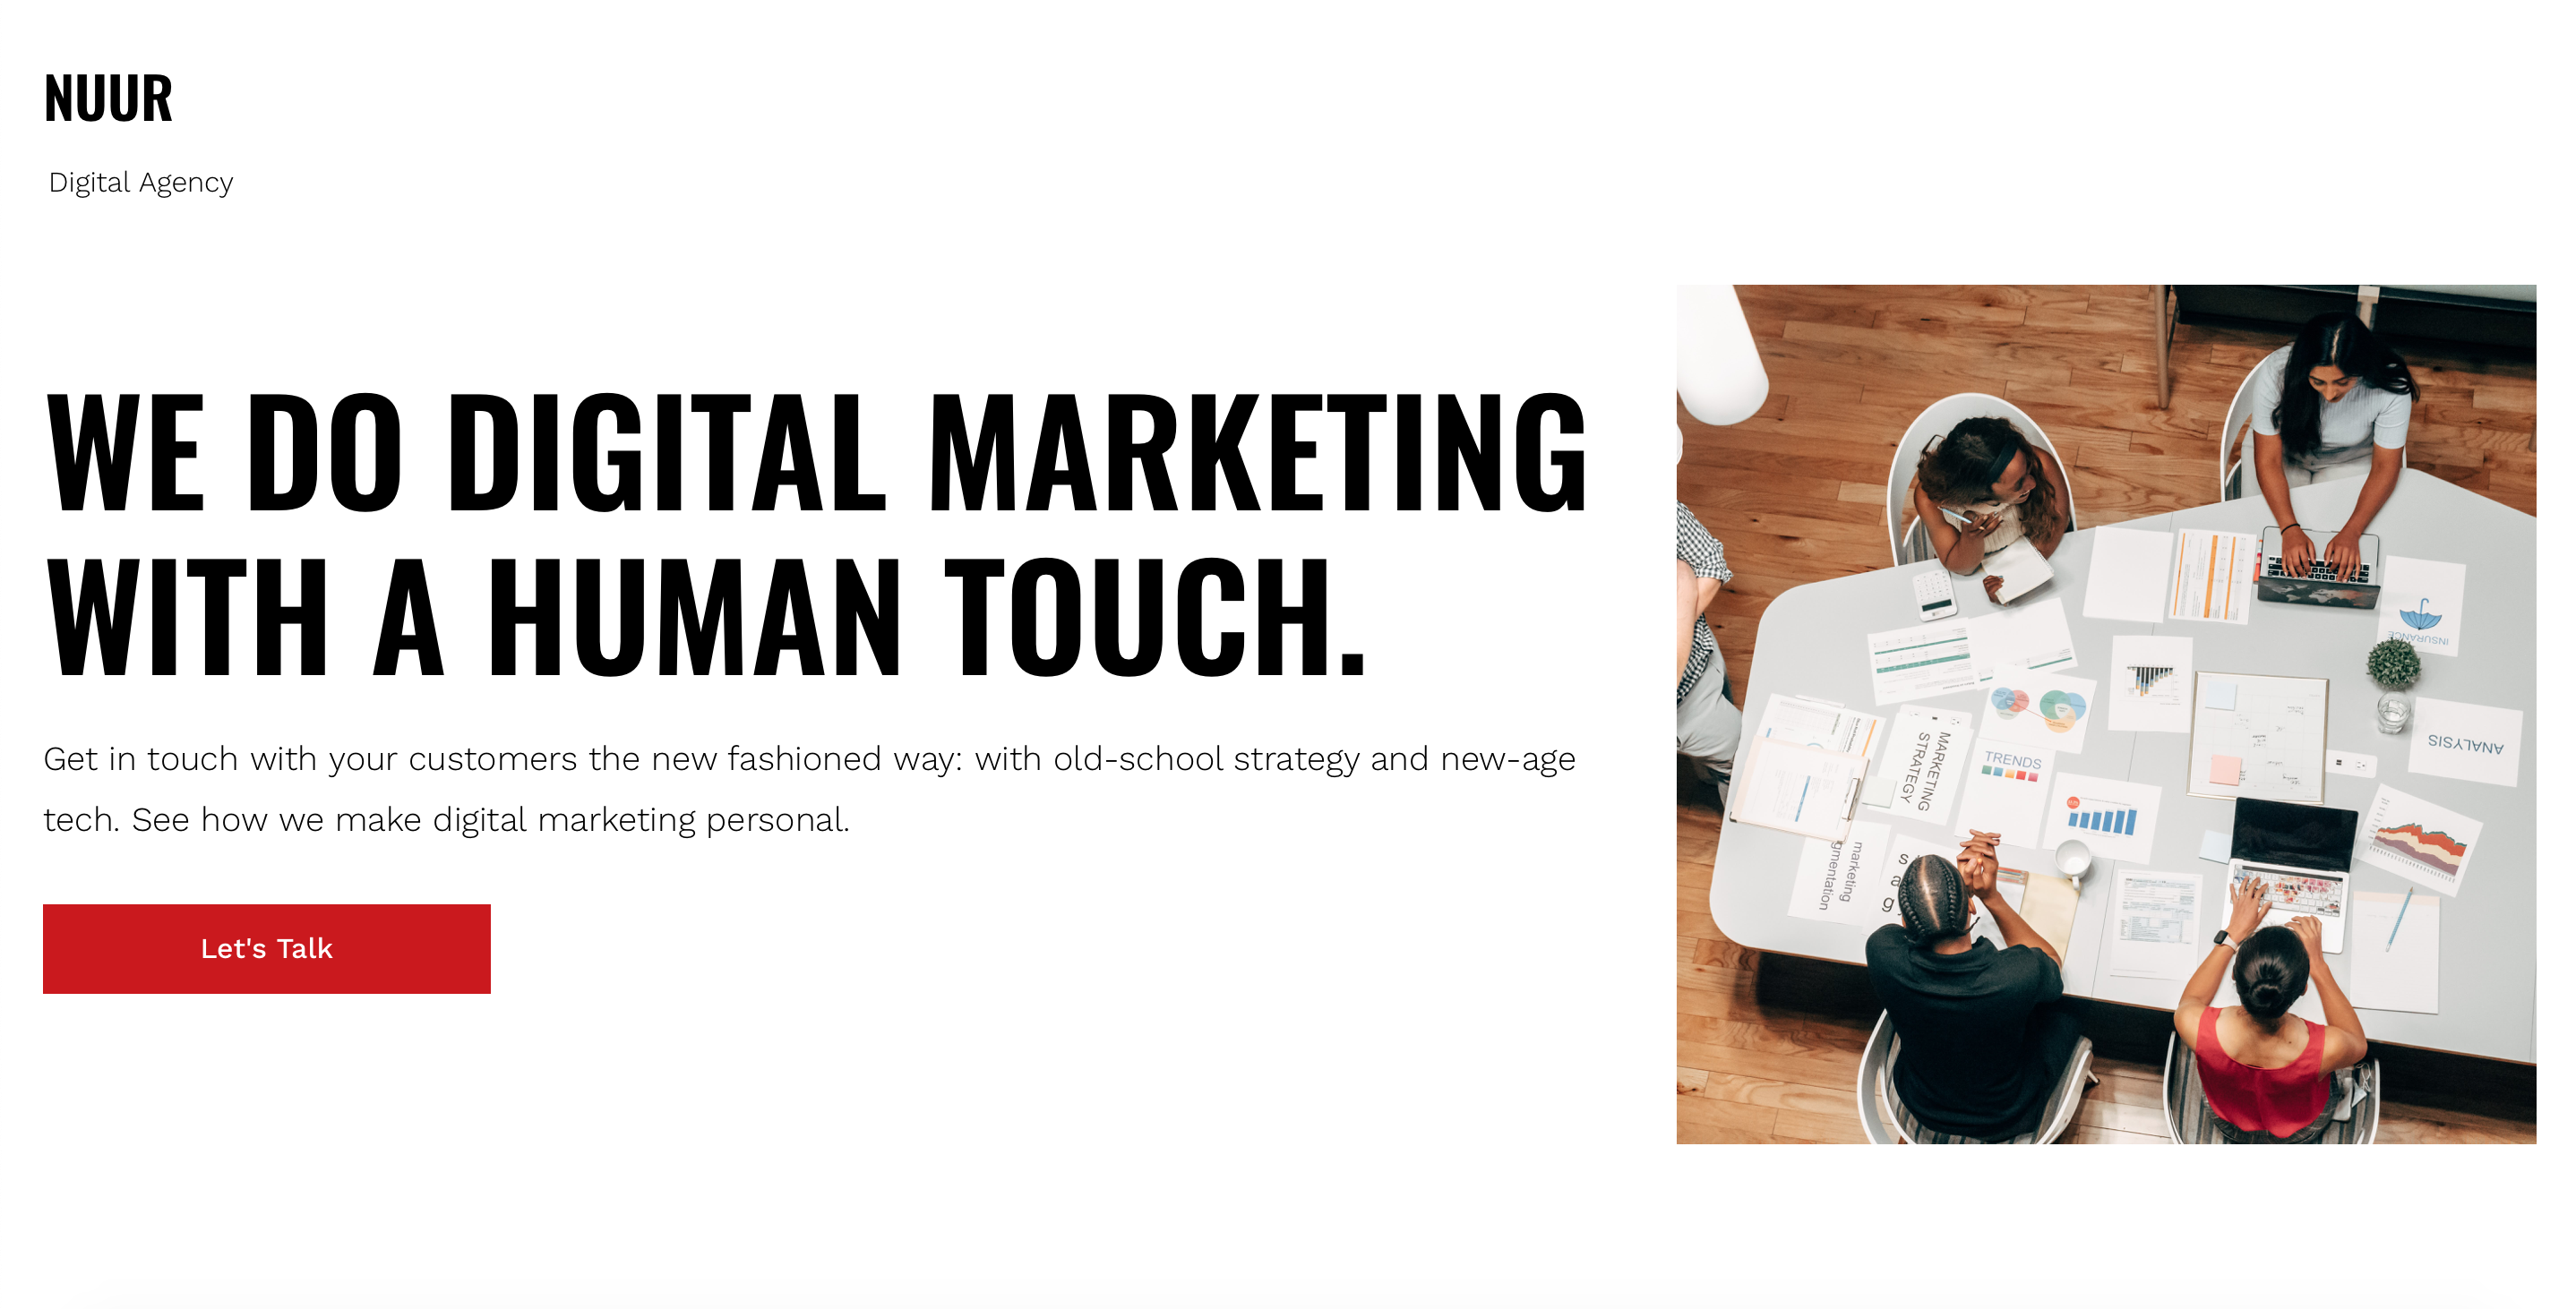 NUUR
Digital Agency
WE DO DIGITAL MARKETING
WITH A HUMAN TOUCH.
Get in touch with your customers the new fashioned way: with old-school strategy and new-age
tech. See how we make digital marketing personal.
Let's Talk
INSURANCE
ANALYSIS
MARKETING
STRATEGY
TRENDS
marketing